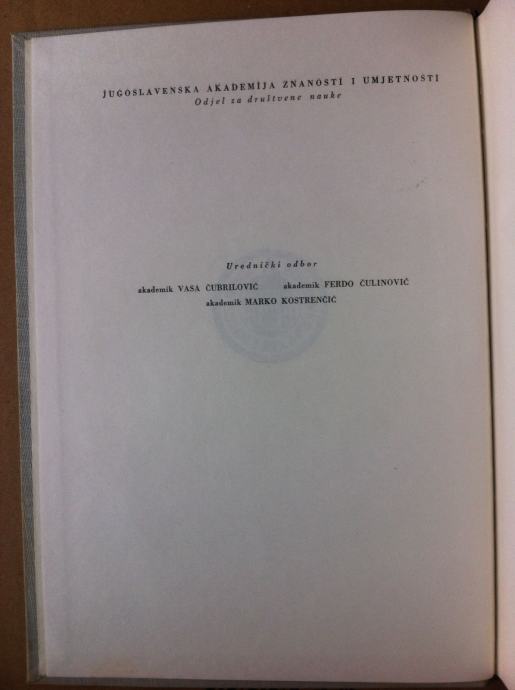 JUGOSLAVENSKA AKADEMIJA ZNANOSTI I UMJETNOSTI
Odjel za društvene nauke
Urednički odbor
akademik VASA ČUBRILOVIĆ akademik FERDO ČULINOVIĆ
akademik MARKO KOSTRENČIĆ